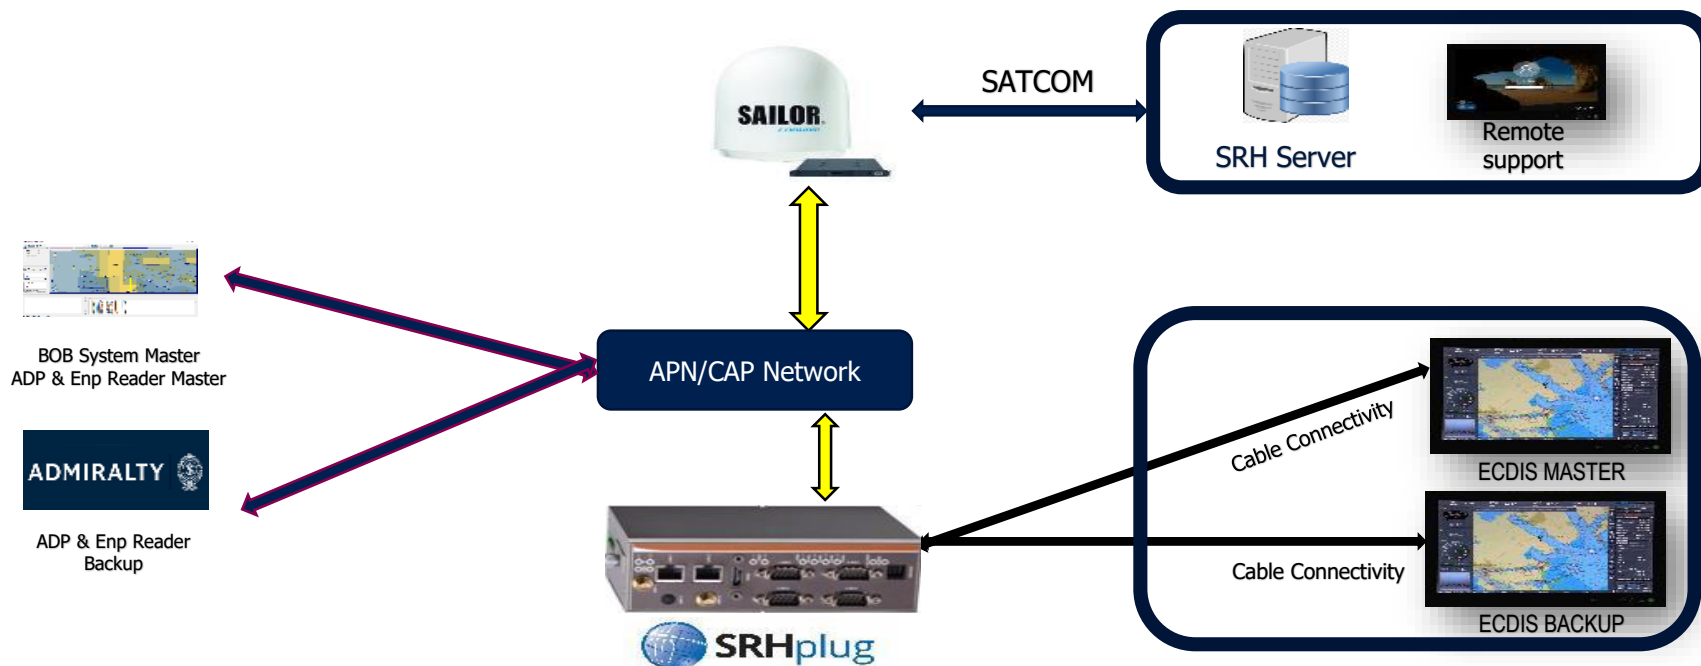 SAILOR
SATCOM
SRH Server
Remote
support
BOB System Master
ADP & Enp Reader Master
ADMIRALTY
ADP & Enp Reader
Backup
APN/CAP Network
SRHplug
Cable Connectivity
ECDIS MASTER
Cable Connectivity
ECDIS BACKUP